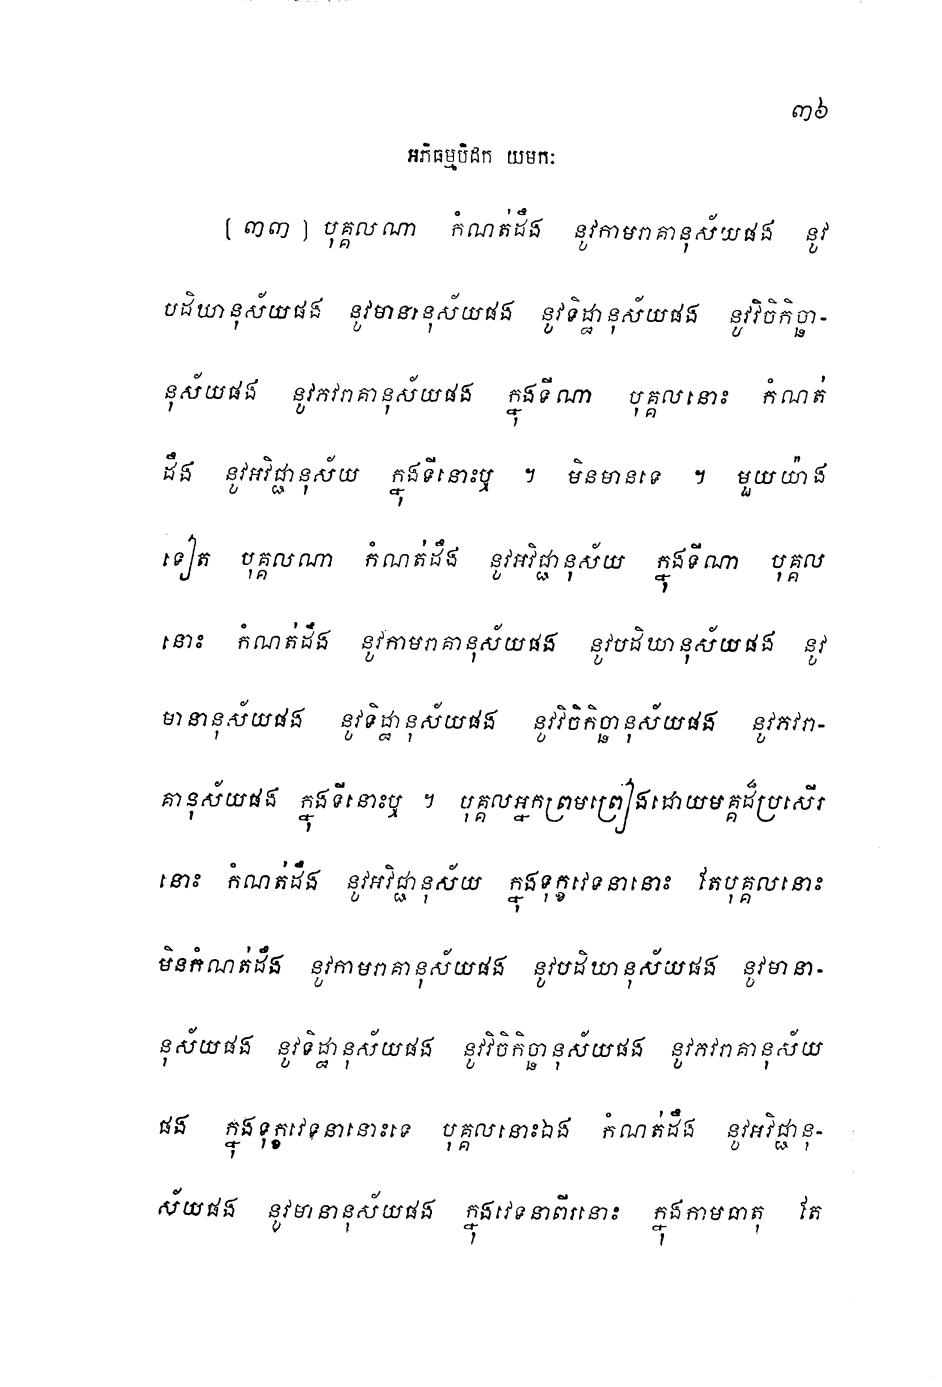 ៣៦
អភិធម្មបិដក យមកៈ
(៣៣) បុគ្គលណា កំណត់ដឹង នូវកាមរាគានុស័យផង នូវ
បដិឃានុស័យផង នូវមានានុស័យផង នូវទិដ្ឋានុស័យផង នូវវិចិកិច្ឆា-
នុស័យផង នូវភវរាគានុស័យផង ក្នុងទីណា បុគ្គលនោះ កំណត់
ដឹង នូវអវិជ្ជានុស័យ ក្នុងទីនោះឬ ។ មិនមានទេ ។ មួយយ៉ាង
ទៀត បុគ្គលណា កំណត់ដឹង នូវអវិជ្ជានុស័យ ក្នុងទីណា បុគ្គល
នោះ កំណត់ដឹង នូវកាមរាគានុស័យផង នូវបដិឃានុស័យផង នូវ
មានានុស័យផង នូវទិដ្ឋានុស័យផង នូវវិចិកិច្ឆានុស័យផង នូវភវរា-
គានុស័យផង ក្នុងទីនោះឬ ។ បុគ្គលអ្នកព្រមព្រៀងដោយមគ្គដ៏ប្រសើរ
នោះ កំណត់ដឹង នូវអវិជ្ជានុស័យ ក្នុងទុក្ខវេទនានោះ តែបុគ្គលនោះ
មិនកំណត់ដឹង នូវកាមរាគានុស័យផង នូវបដិឃានុស័យផង នូវមានា-
នុស័យផង នូវទិដ្ឋានុស័យផង នូវវិចិកិច្ឆានុស័យផង នូវភវរាគានុស័យ
ផង ក្នុងទុក្ខវេទនានោះទេ បុគ្គលនោះឯង កំណត់ដឹង នូវអវិជ្ជានុ-
ស័យផង នូវមានានុស័យផង ក្នុងវេទនាពីរនោះ ក្នុងកាមធាតុ តែ